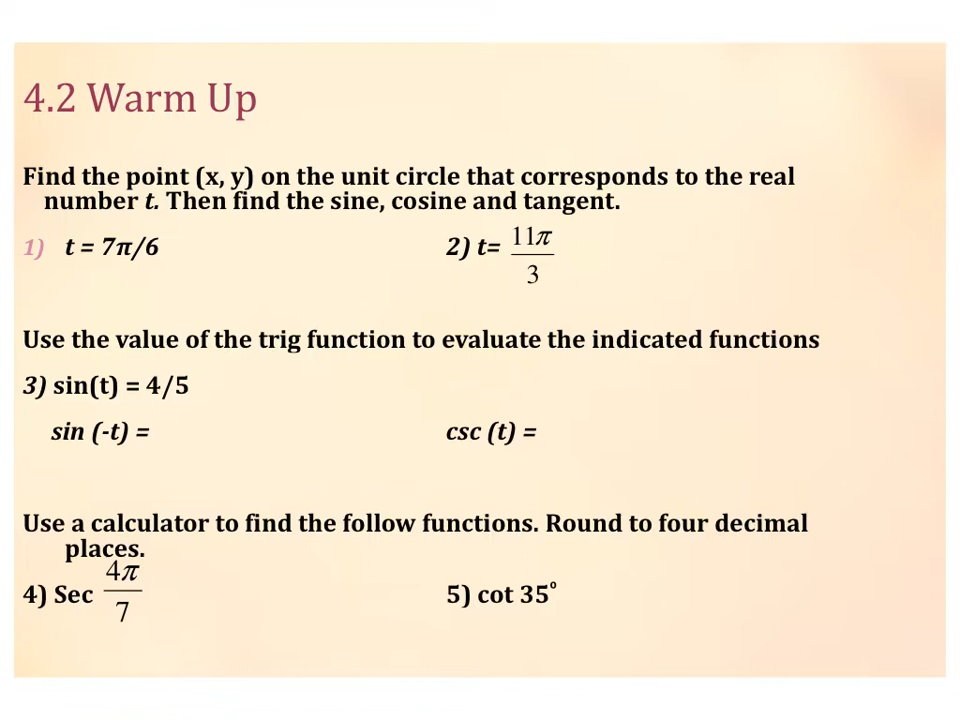 4.2 Warm Up
Find the point (x, y) on the unit circle that corresponds to the real
number t. Then find the sine, cosine and tangent.
1) t = 7π/6 2) t= 11π/3
Use the value of the trig function to evaluate the indicated functions
3) sin(t) = 4/5
sin (-t) = csc (t) =
Use a calculator to find the follow functions. Round to four decimal
places.
4) Sec 4π/7 5) cot 35°